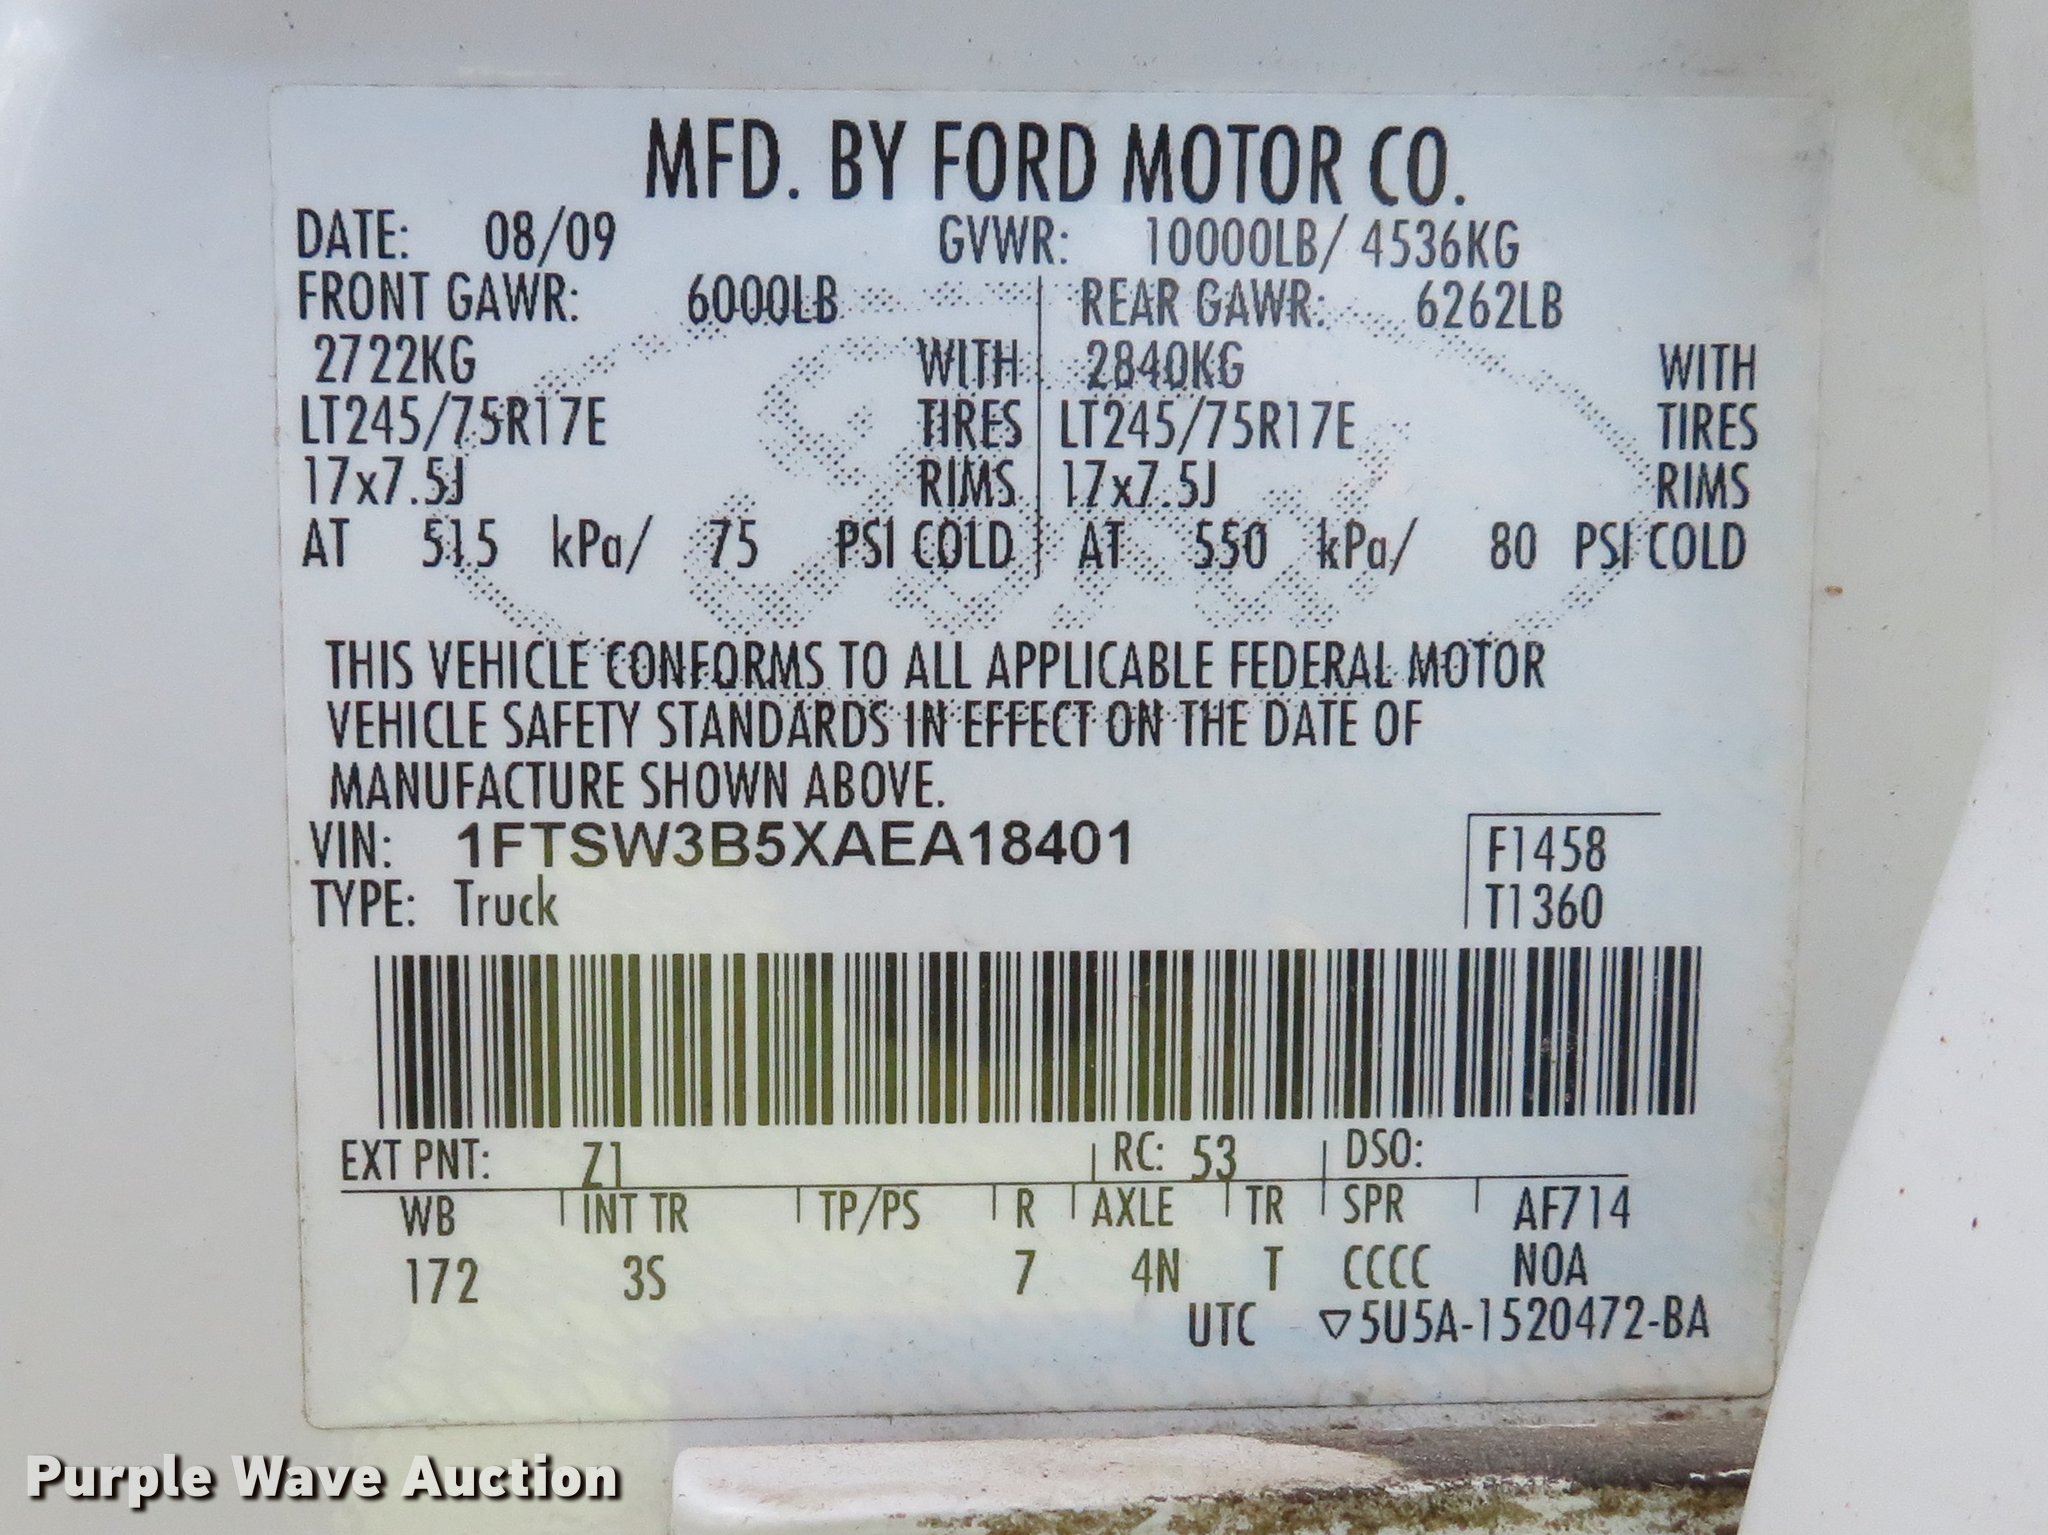 MFD. BY FORD MOTOR CO.
DATE: 08/09 GVWR: 10000LB/ 4536KG
FRONT GAWR: 6000LB REAR GAWR: 6262LB
2722KG WITH 2840KG WITH
LT245/75R17E TIRES LT245/75R17E TIRES
17x7.5J RIMS 17x7.5J RIMS
AT 515 kPa/ 75 PSI COLD AT 550 kPa/ 80 PSI COLD
THIS VEHICLE CONFORMS TO ALL APPLICABLE FEDERAL MOTOR
VEHICLE SAFETY STANDARDS IN EFFECT ON THE DATE OF
MANUFACTURE SHOWN ABOVE.
VIN: 1FTSW3B5XAEA18401 F1458
TYPE: Truck T1360
EXT PNT: Z1 RC: 53 DSO:
WB INT TR TP/PS R AXLE TR SPR AF714
172 3S 7 4N T CCCC NOA
UTC ▽5U5A-1520472-BA
Purple Wave Auction